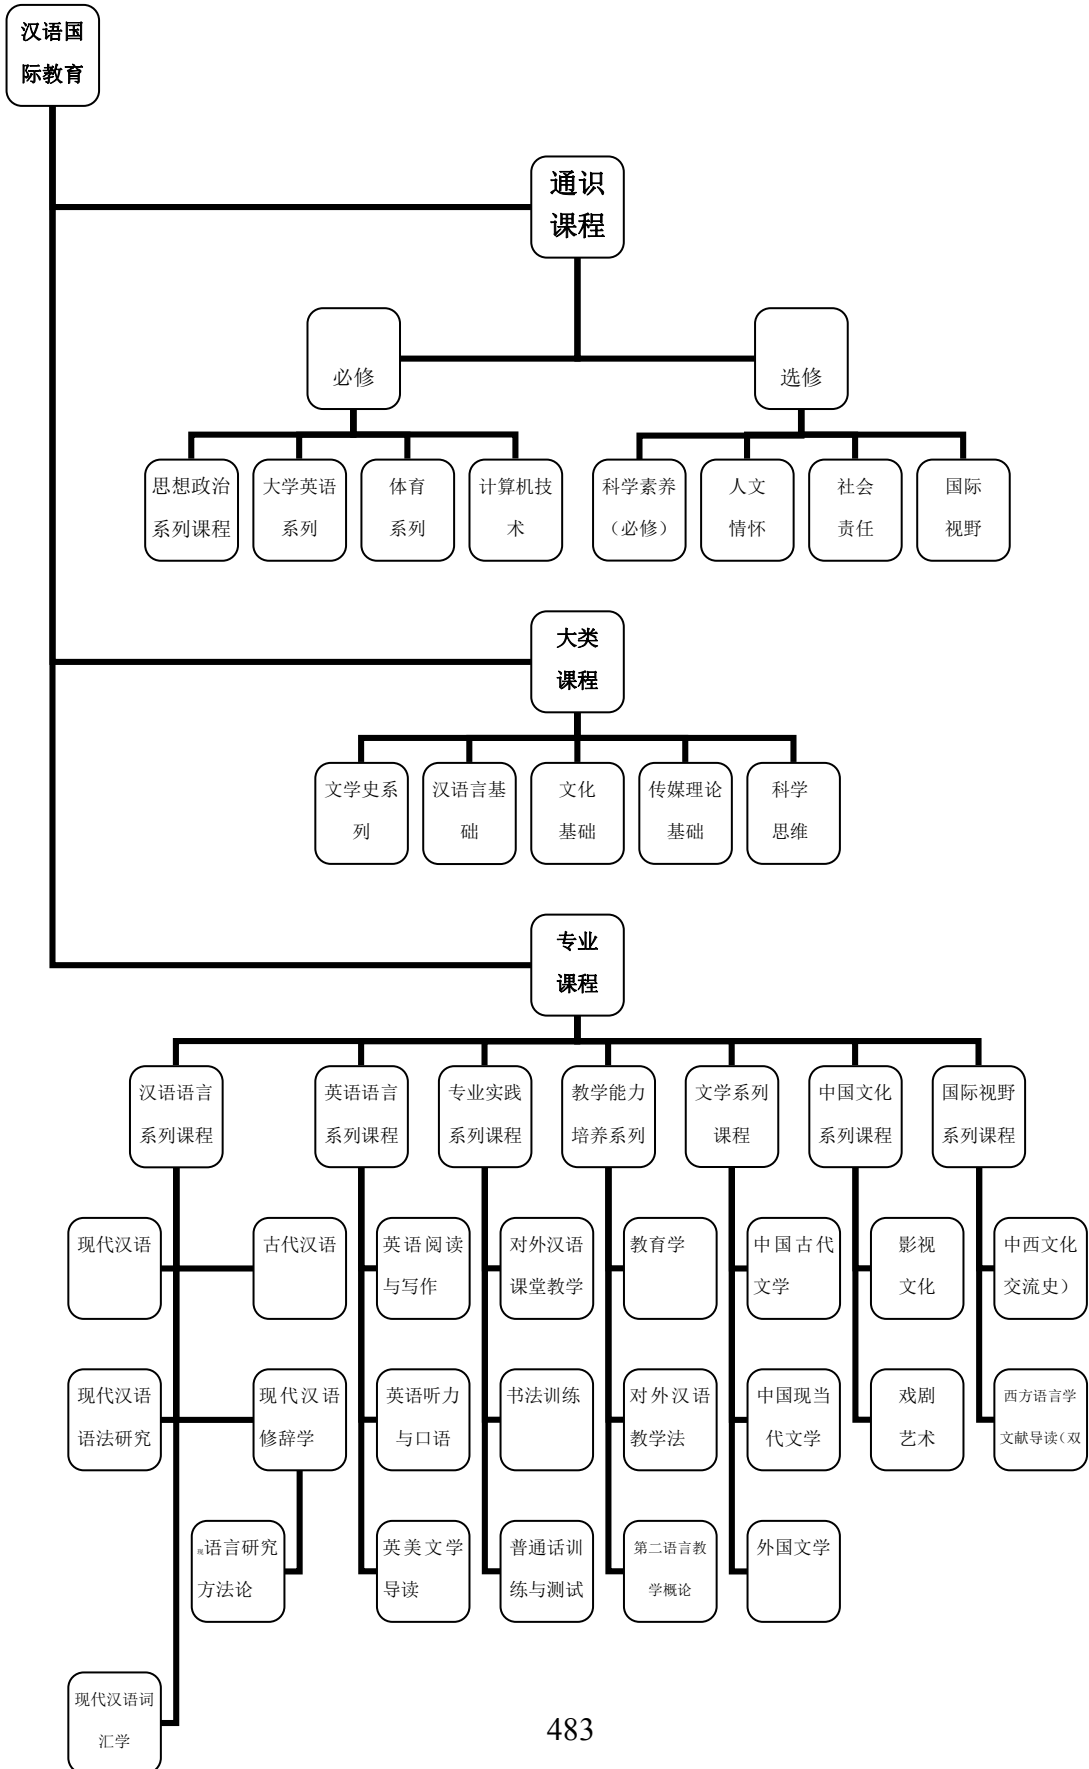 汉语国
际教育
通识
课程
必修
选修
思想政治
系列课程
大学英语
系列
体育
系列
计算机技
术
科学素养
（必修）
人文
情怀
社会
责任
国际
视野
大类
课程
文学史系
列
汉语言基
础
文化
基础
传媒理论
基础
科学
思维
专业
课程
汉语语言
系列课程
英语语言
系列课程
专业实践
系列课程
教学能力
培养系列
文学系列
课程
中国文化
系列课程
国际视野
系列课程
现代汉语
古代汉语
英语阅读
与写作
对外汉语
课堂教学
教育学
中国古代
文学
影视
文化
中西文化
交流史）
现代汉语
语法研究
现代汉语
修辞学
英语听力
与口语
书法训练
对外汉语
教学法
中国现当
代文学
戏剧
艺术
西方语言学
文献导读（双
现语言研究
方法论
英美文学
导读
普通话训
练与测试
第二语言教
学概论
外国文学
现代汉语词
汇学
483